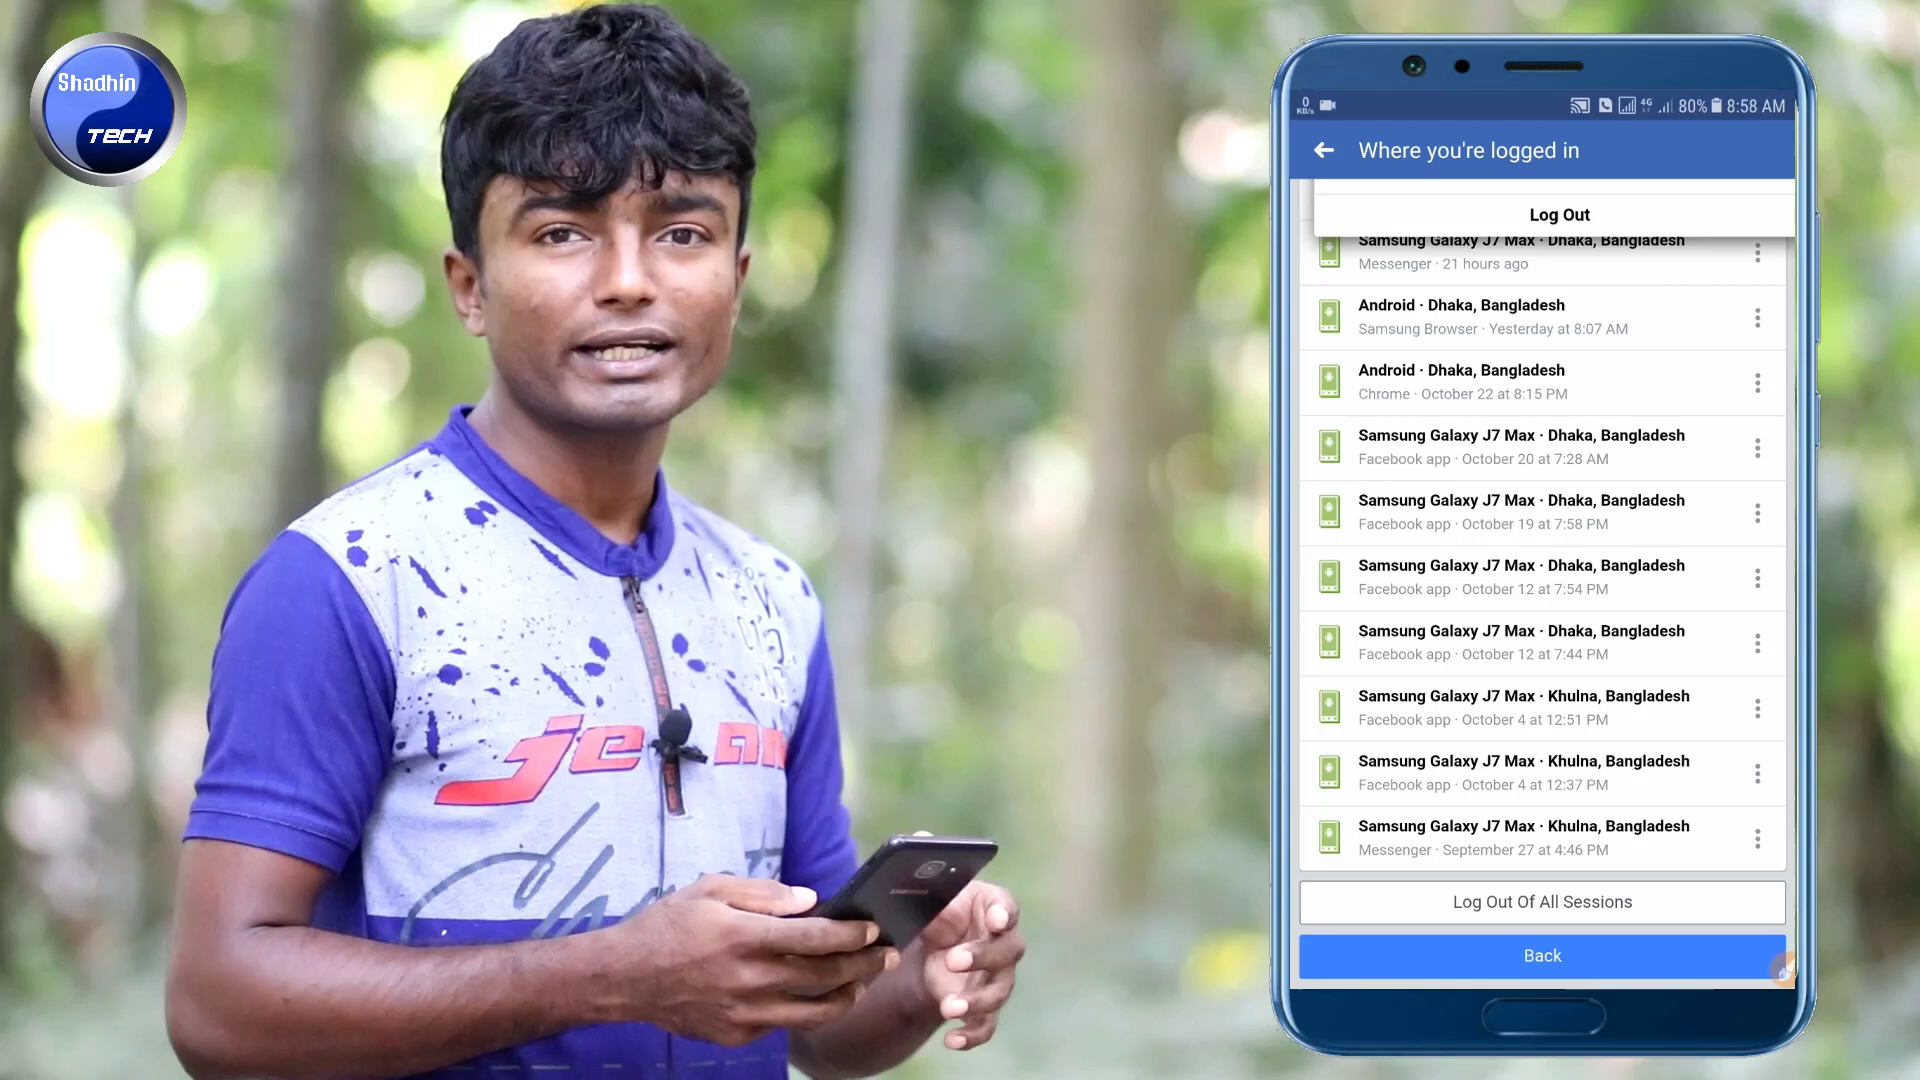 Shadhin
TECH
SAMSUNG
0
KB/s
4G
80%
8:58 AM
Where you're logged in
Log Out
Samsung Galaxy J7 Max · Dhaka, Bangladesh
Messenger · 21 hours ago
Android · Dhaka, Bangladesh
Samsung Browser · Yesterday at 8:07 AM
Android · Dhaka, Bangladesh
Chrome · October 22 at 8:15 PM
Samsung Galaxy J7 Max · Dhaka, Bangladesh
Facebook app · October 20 at 7:28 AM
Samsung Galaxy J7 Max · Dhaka, Bangladesh
Facebook app · October 19 at 7:58 PM
Samsung Galaxy J7 Max · Dhaka, Bangladesh
Facebook app · October 12 at 7:54 PM
Samsung Galaxy J7 Max · Dhaka, Bangladesh
Facebook app · October 12 at 7:44 PM
Samsung Galaxy J7 Max · Khulna, Bangladesh
Facebook app · October 4 at 12:51 PM
Samsung Galaxy J7 Max · Khulna, Bangladesh
Facebook app · October 4 at 12:37 PM
Samsung Galaxy J7 Max · Khulna, Bangladesh
Messenger · September 27 at 4:46 PM
Log Out Of All Sessions
Back